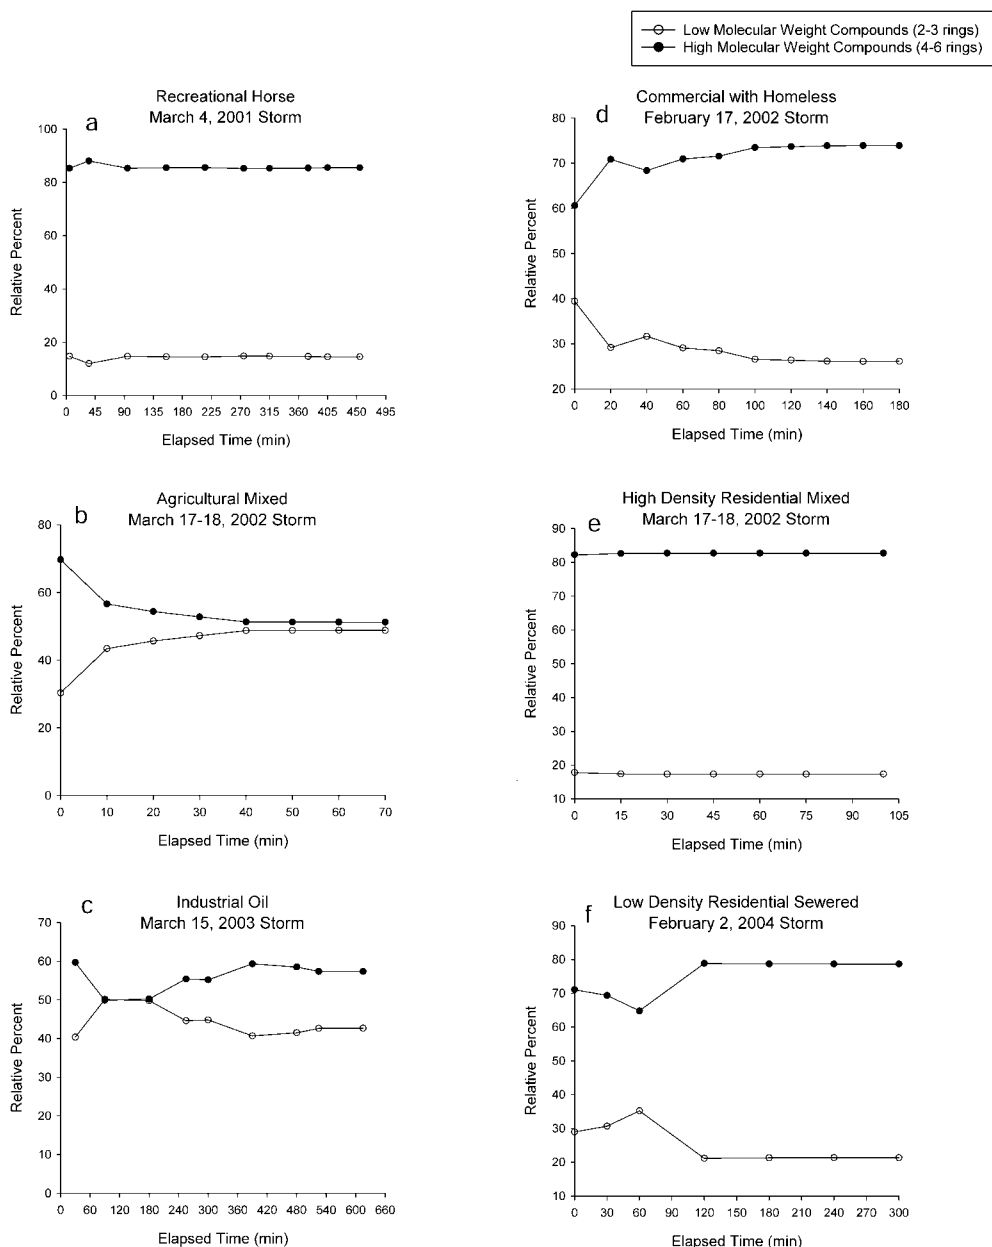 Low Molecular Weight Compounds (2-3 rings)
High Molecular Weight Compounds (4-6 rings)
a
Recreational Horse
March 4, 2001 Storm
100
80
60
40
20
0
Relative Percent
0 45 90 135 180 225 270 315 360 405 450 495
Elapsed Time (min)
d
Commercial with Homeless
February 17, 2002 Storm
80
70
60
50
40
30
20
Relative Percent
0 20 40 60 80 100 120 140 160 180
Elapsed Time (min)
b
Agricultural Mixed
March 17-18, 2002 Storm
80
60
40
20
0
Relative Percent
0 10 20 30 40 50 60 70
Elapsed Time (min)
e
High Density Residential Mixed
March 17-18, 2002 Storm
90
80
70
60
50
40
30
20
10
Relative Percent
0 15 30 45 60 75 90 105
Elapsed Time (min)
c
Industrial Oil
March 15, 2003 Storm
70
60
50
40
30
20
10
0
Relative Percent
0 60 120 180 240 300 360 420 480 540 600 660
Elapsed Time (min)
f
Low Density Residential Sewered
February 2, 2004 Storm
90
80
70
60
50
40
30
20
10
Relative Percent
0 30 60 90 120 150 180 210 240 270 300
Elapsed Time (min)